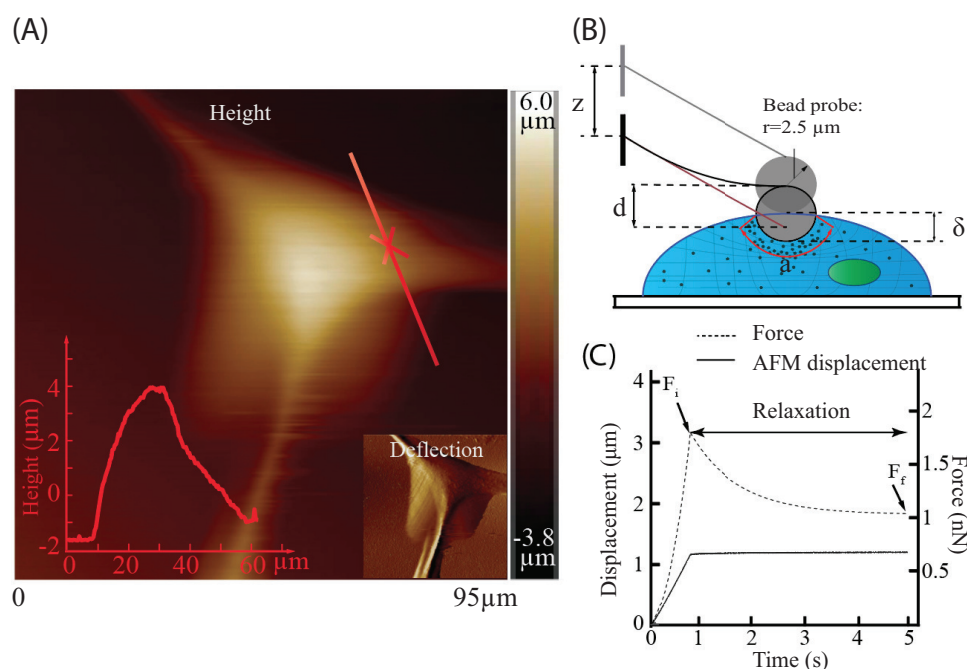 (A)
Height
6.0
μm
-3.8
μm
Height (μm)
4
2
0
-2
0
20
40
60
μm
Deflection
0
95μm
(B)
z
d
Bead probe:
r=2.5 μm
δ
a
Force
AFM displacement
(C)
Displacement (μm)
4
3
2
1
0
F_i
Relaxation
F_f
2
1.5
1
0.5
Force (nN)
0
1
2
3
4
5
Time (s)